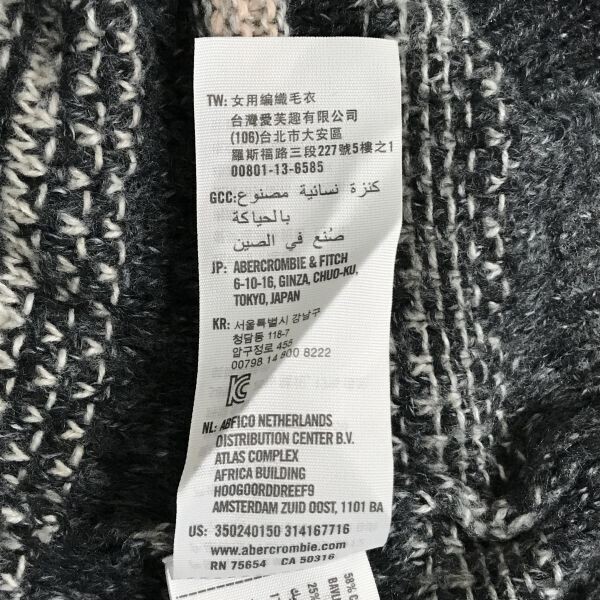 TW: 女用編織毛衣
台灣愛芙趣有限公司
(106)台北市大安區
羅斯福路三段227號5樓之1
00801-13-6585
GCC: كنزة نسائية مصنوع
بالحياكة
صُنع في الصين
JP: ABERCROMBIE & FITCH
6-10-16, GINZA, CHUO-KU,
TOKYO, JAPAN
KR: 서울특별시 강남구
청담동 118-7
압구정로 458
00798 14 800 8222
NL: ABFICO NETHERLANDS
DISTRIBUTION CENTER B.V.
ATLAS COMPLEX
AFRICA BUILDING
HOOGOORDDREEF9
AMSTERDAM ZUID OOST, 1101 BA
US: 350240150 314167716
www.abercrombie.com
RN 75654 CA 50316
58%
25%